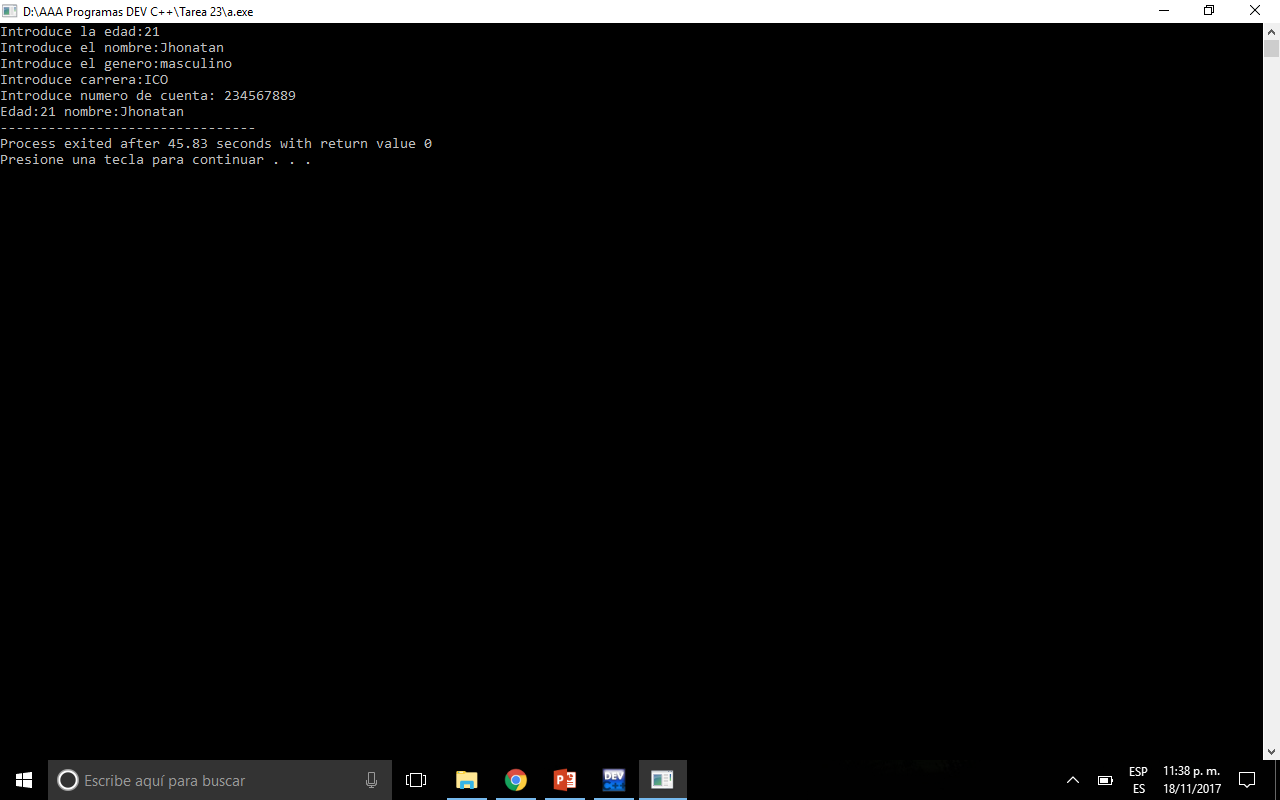 D:\AAA Programas DEV C++\Tarea 23\a.exe
Introduce la edad:21
Introduce el nombre:Jhonatan
Introduce el genero:masculino
Introduce carrera:ICO
Introduce numero de cuenta: 234567889
Edad:21 nombre:Jhonatan
--------------------------------
Process exited after 45.83 seconds with return value 0
Presione una tecla para continuar . . .
Escribe aquí para buscar
DEV
C++
ESP
ES
11:38 p. m.
18/11/2017